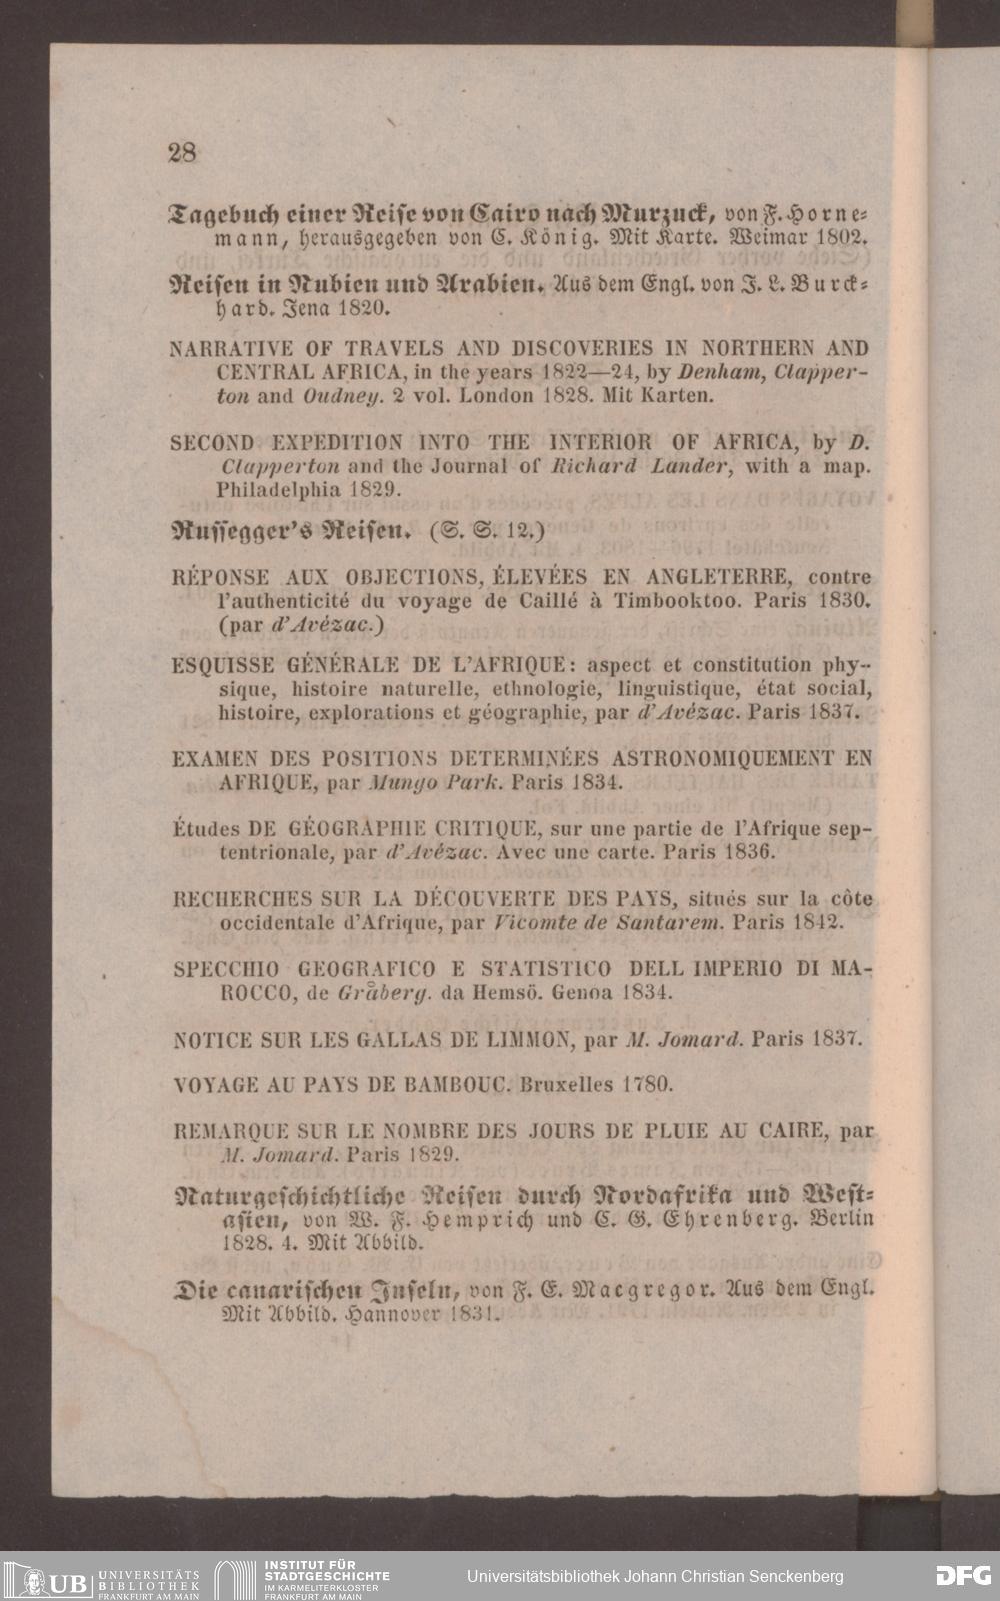 28
Tagebuch einer Reise von Cairo nach Murzuck, von F. Horne-
mann, herausgegeben von C. König. Mit Karte. Weimar 1802.
Reisen in Nubien und Arabien. Aus dem Engl. von J. L. Burck-
hard. Jena 1820.
NARRATIVE OF TRAVELS AND DISCOVERIES IN NORTHERN AND
CENTRAL AFRICA, in the years 1822—24, by Denham, Clapper-
ton and Oudney. 2 vol. London 1828. Mit Karten.
SECOND EXPEDITION INTO THE INTERIOR OF AFRICA, by D.
Clapperton and the Journal of Richard Lander, with a map.
Philadelphia 1829.
Russegger's Reisen. (S. S. 12.)
RÉPONSE AUX OBJECTIONS, ÉLEVÉES EN ANGLETERRE, contre
l'authenticité du voyage de Caillé à Timbooktoo. Paris 1830.
(par d'Avézac.)
ESQUISSE GÉNÉRALE DE L'AFRIQUE: aspect et constitution phy-
sique, histoire naturelle, ethnologie, linguistique, état social,
histoire, explorations et géographie, par d'Avézac. Paris 1837.
EXAMEN DES POSITIONS DETERMINÉES ASTRONOMIQUEMENT EN
AFRIQUE, par Mungo Park. Paris 1834.
Études DE GÉOGRAPHIE CRITIQUE, sur une partie de l'Afrique sep-
tentrionale, par d'Avézac. Avec une carte. Paris 1836.
RECHERCHES SUR LA DÉCOUVERTE DES PAYS, situés sur la côte
occidentale d'Afrique, par Vicomte de Santarem. Paris 1842.
SPECCHIO GEOGRAFICO E STATISTICO DELL IMPERIO DI MA-
ROCCO, de Gråberg. da Hemsö. Genoa 1834.
NOTICE SUR LES GALLAS DE LIMMON, par M. Jomard. Paris 1837.
VOYAGE AU PAYS DE BAMBOUC. Bruxelles 1780.
REMARQUE SUR LE NOMBRE DES JOURS DE PLUIE AU CAIRE, par
M. Jomard. Paris 1829.
Naturgeschichtliche Reisen durch Nordafrika und West-
asien, von W. F. Hemprich und C. G. Ehrenberg. Berlin
1828. 4. Mit Abbild.
Die canarischen Inseln, von F. E. Macgregor. Aus dem Engl.
Mit Abbild. Hannover 1831.
UB UNIVERSITÄTS
BIBLIOTHEK
FRANKFURT AM MAIN
INSTITUT FÜR
STADTGESCHICHTE
IM KARMELITERKLOSTER
FRANKFURT AM MAIN
Universitätsbibliothek Johann Christian Senckenberg
DFG